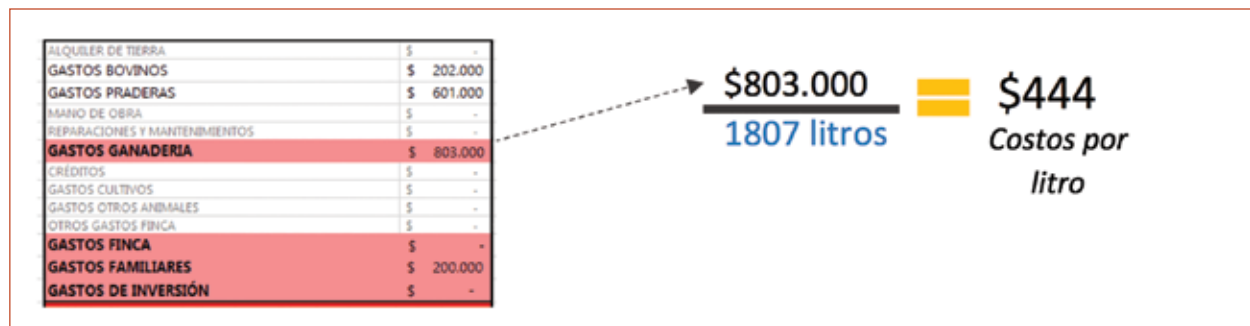 ALQUILER DE TIERRA $ -
GASTOS BOVINOS $ 202.000
GASTOS PRADERAS $ 601.000
MANO DE OBRA $ -
REPARACIONES Y MANTENIMIENTOS $ -
GASTOS GANADERIA $ 803.000
CRÉDITOS $ -
GASTOS CULTIVOS $ -
GASTOS OTROS ANIMALES $ -
OTROS GASTOS FINCA $ -
GASTOS FINCA $ -
GASTOS FAMILIARES $ 200.000
GASTOS DE INVERSIÓN $ -
$803.000
1807 litros
=
$444
Costos por
litro